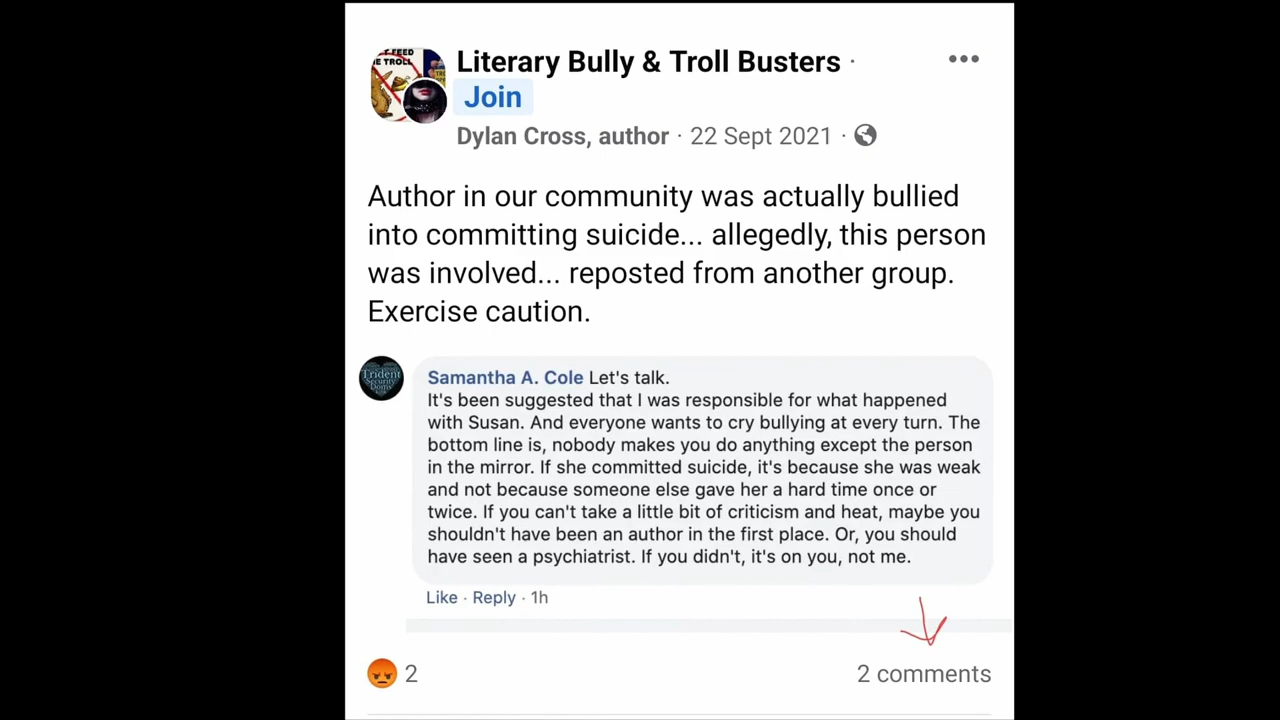 T FEED
E TROLL
Literary Bully & Troll Busters ·
Join
Dylan Cross, author · 22 Sept 2021 ·
Author in our community was actually bullied
into committing suicide... allegedly, this person
was involved... reposted from another group.
Exercise caution.
Trident
Security
Doms
Samantha A. Cole Let's talk.
It's been suggested that I was responsible for what happened
with Susan. And everyone wants to cry bullying at every turn. The
bottom line is, nobody makes you do anything except the person
in the mirror. If she committed suicide, it's because she was weak
and not because someone else gave her a hard time once or
twice. If you can't take a little bit of criticism and heat, maybe you
shouldn't have been an author in the first place. Or, you should
have seen a psychiatrist. If you didn't, it's on you, not me.
Like · Reply · 1h
2
2 comments